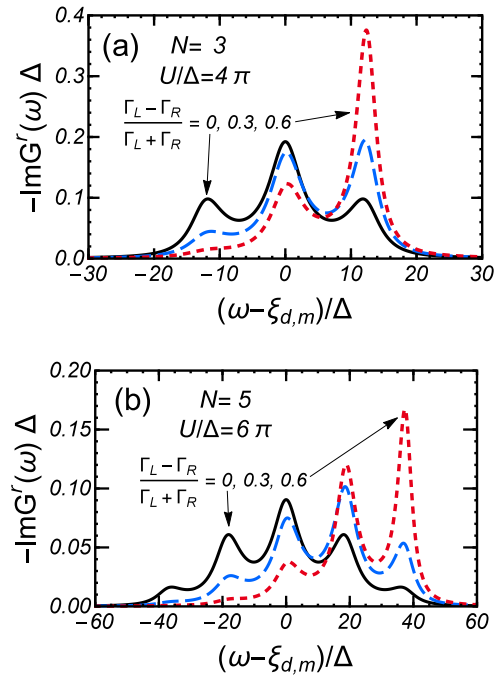 (a)
N= 3
U/Δ=4 π
Γ_L − Γ_R
Γ_L + Γ_R
= 0, 0.3, 0.6
−ImG^r(ω) Δ
0.4
0.3
0.2
0.1
0.0
−30 −20 −10 0 10 20 30
(ω−ξ_{d,m})/Δ
(b)
N= 5
U/Δ=6 π
Γ_L − Γ_R
Γ_L + Γ_R
= 0, 0.3, 0.6
−ImG^r(ω) Δ
0.20
0.15
0.10
0.05
0.00
−60 −40 −20 0 20 40 60
(ω−ξ_{d,m})/Δ